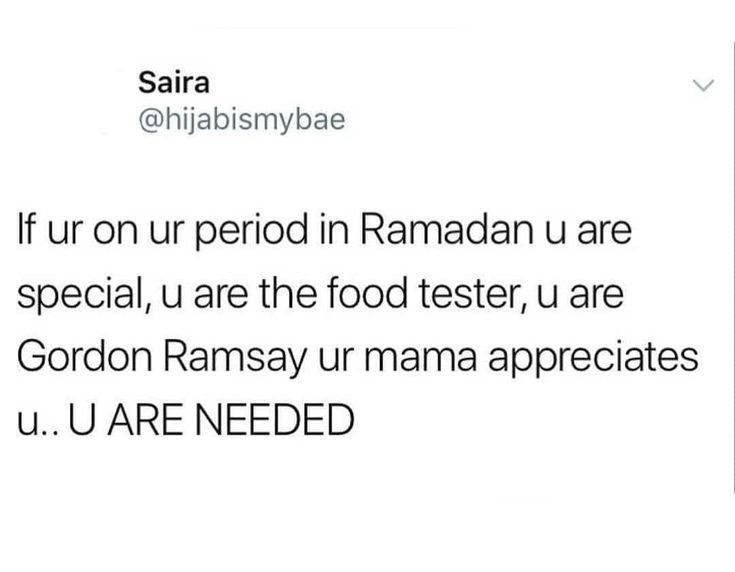 Saira
@hijabismybae
If ur on ur period in Ramadan u are
special, u are the food tester, u are
Gordon Ramsay ur mama appreciates
u.. U ARE NEEDED